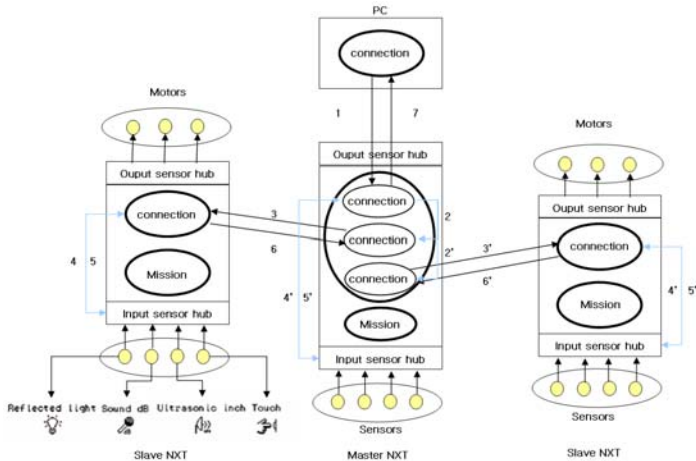 PC
connection
Motors
1
7
Motors
Ouput sensor hub
Ouput sensor hub
connection
Ouput sensor hub
connection
3
2
connection
connection
6
2'
3'
4
5
Mission
connection
6'
4'
5'
4'
5'
Mission
Mission
Input sensor hub
Input sensor hub
Input sensor hub
Reflected light
Sound dB
Ultrasonic inch
Touch
dB
Sensors
Sensors
Slave NXT
Master NXT
Slave NXT